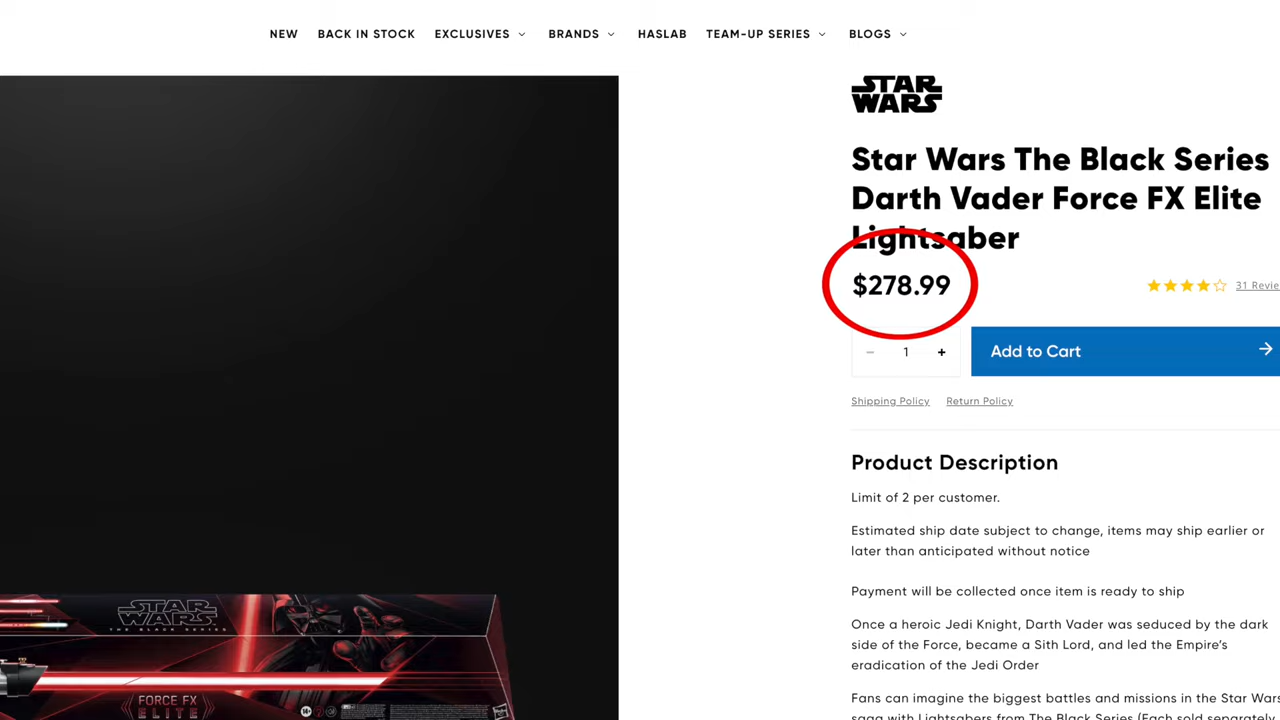 NEW BACK IN STOCK EXCLUSIVES BRANDS HASLAB TEAM-UP SERIES BLOGS
STAR
WARS
Star Wars The Black Series
Darth Vader Force FX Elite
Lightsaber
$278.99
31 Revie
1
Add to Cart
Shipping Policy Return Policy
Product Description
Limit of 2 per customer.
Estimated ship date subject to change, items may ship earlier or
later than anticipated without notice
Payment will be collected once item is ready to ship
Once a heroic Jedi Knight, Darth Vader was seduced by the dark
side of the Force, became a Sith Lord, and led the Empire's
eradication of the Jedi Order
Fans can imagine the biggest battles and missions in the Star Wars
saga with Lightsabers from The Black Series (Each sold separately)
STAR
WARS
THE BLACK SERIES
FORCE FX
ELITE
14+